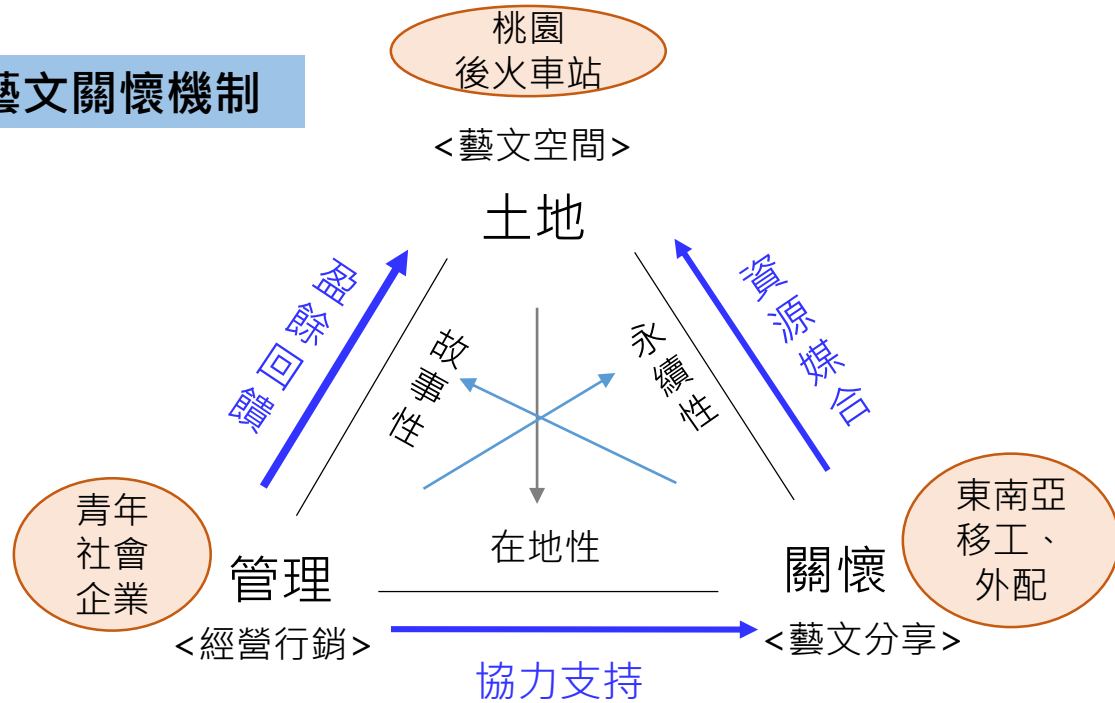 桃園
後火車站
藝文關懷機制
<藝文空間>
土地
盈餘回饋
資源媒合
故事性
永續性
青年
社會
企業
東南亞
移工、
外配
在地性
管理
關懷
<經營行銷>
<藝文分享>
協力支持